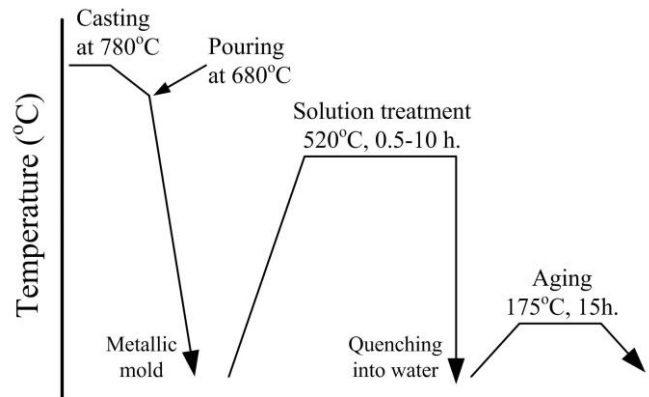 Casting
at 780°C
Pouring
at 680°C
Solution treatment
520°C, 0.5-10 h.
Temperature (°C)
Aging
175°C, 15h.
Metallic
mold
Quenching
into water